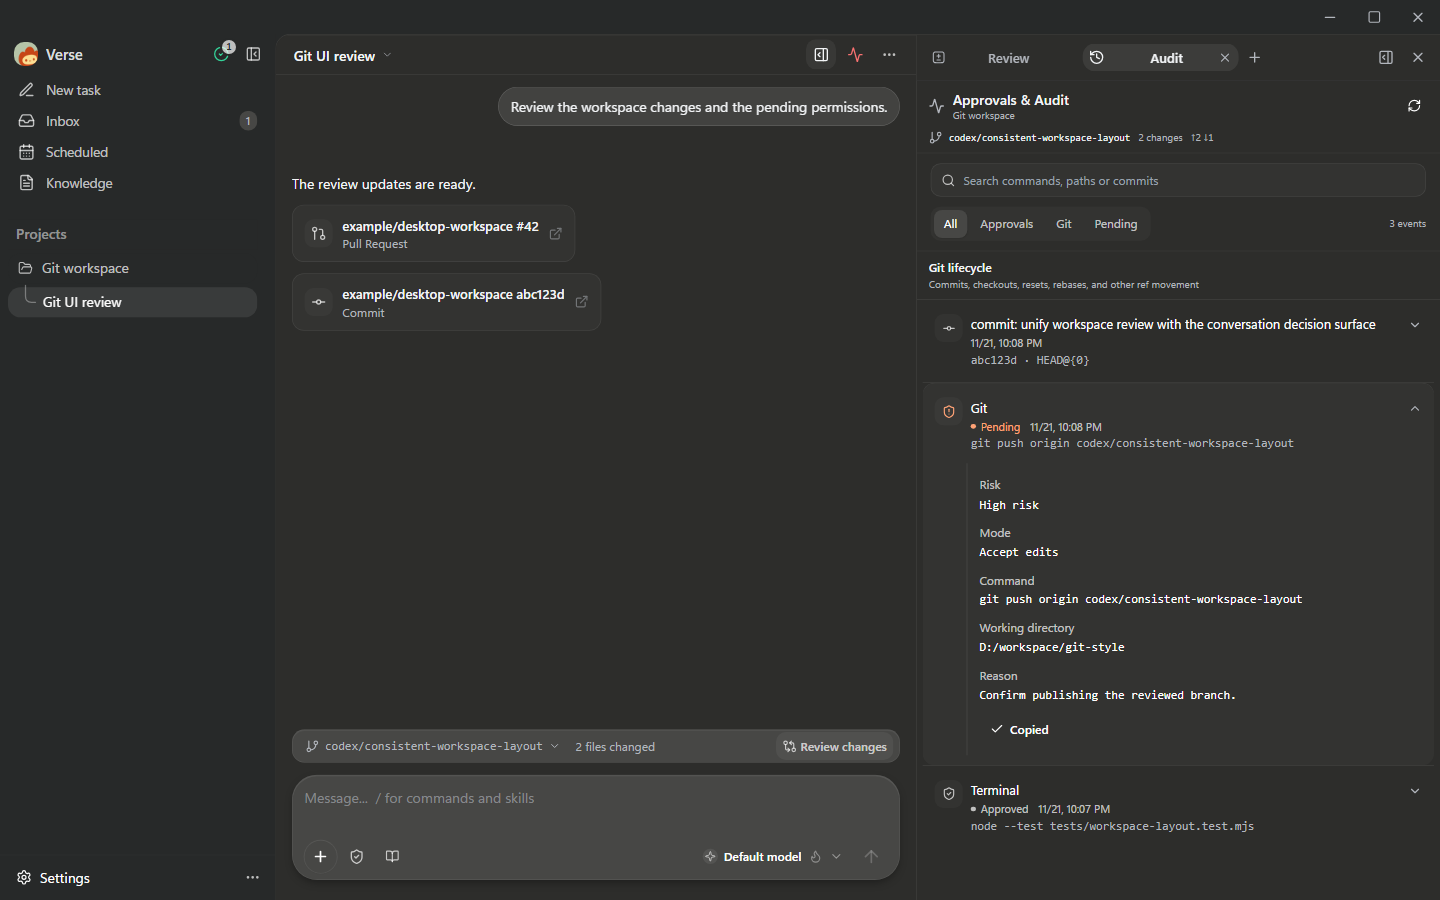 Verse
1
New task
Inbox
1
Scheduled
Knowledge
Projects
Git workspace
Git UI review
Settings
Git UI review
Review the workspace changes and the pending permissions.
The review updates are ready.
example/desktop-workspace #42
Pull Request
example/desktop-workspace abc123d
Commit
codex/consistent-workspace-layout
2 files changed
Review changes
Message... / for commands and skills
Default model
Review
Audit
Approvals & Audit
Git workspace
codex/consistent-workspace-layout 2 changes ↑2 ↓1
Search commands, paths or commits
All
Approvals
Git
Pending
3 events
Git lifecycle
Commits, checkouts, resets, rebases, and other ref movement
commit: unify workspace review with the conversation decision surface
11/21, 10:08 PM
abc123d · HEAD@{0}
Git
Pending 11/21, 10:08 PM
git push origin codex/consistent-workspace-layout
Risk
High risk
Mode
Accept edits
Command
git push origin codex/consistent-workspace-layout
Working directory
D:/workspace/git-style
Reason
Confirm publishing the reviewed branch.
Copied
Terminal
Approved 11/21, 10:07 PM
node --test tests/workspace-layout.test.mjs